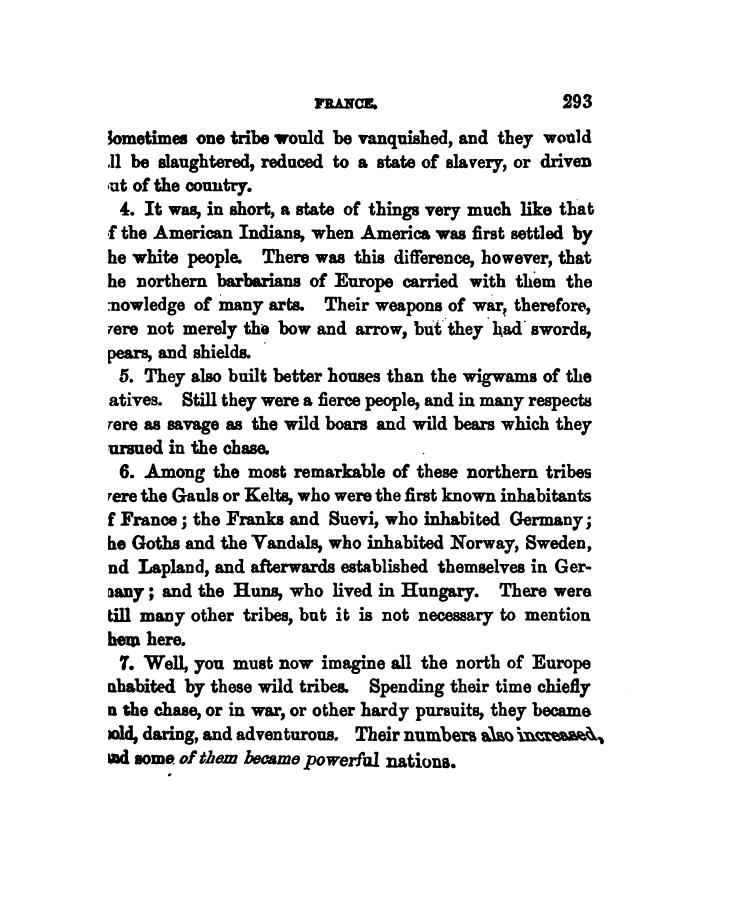 FRANCE. 293
Sometimes one tribe would be vanquished, and they would
ll be slaughtered, reduced to a state of slavery, or driven
ut of the country.
4. It was, in short, a state of things very much like that
f the American Indians, when America was first settled by
he white people. There was this difference, however, that
he northern barbarians of Europe carried with them the
nowledge of many arts. Their weapons of war, therefore,
ere not merely the bow and arrow, but they had swords,
pears, and shields.
5. They also built better houses than the wigwams of the
atives. Still they were a fierce people, and in many respects
ere as savage as the wild boars and wild bears which they
ursued in the chase.
6. Among the most remarkable of these northern tribes
ere the Gauls or Kelts, who were the first known inhabitants
f France; the Franks and Suevi, who inhabited Germany;
he Goths and the Vandals, who inhabited Norway, Sweden,
nd Lapland, and afterwards established themselves in Ger-
many; and the Huns, who lived in Hungary. There were
till many other tribes, but it is not necessary to mention
hem here.
7. Well, you must now imagine all the north of Europe
nhabited by these wild tribes. Spending their time chiefly
n the chase, or in war, or other hardy pursuits, they became
old, daring, and adventurous. Their numbers also increased,
and some of them became powerful nations.